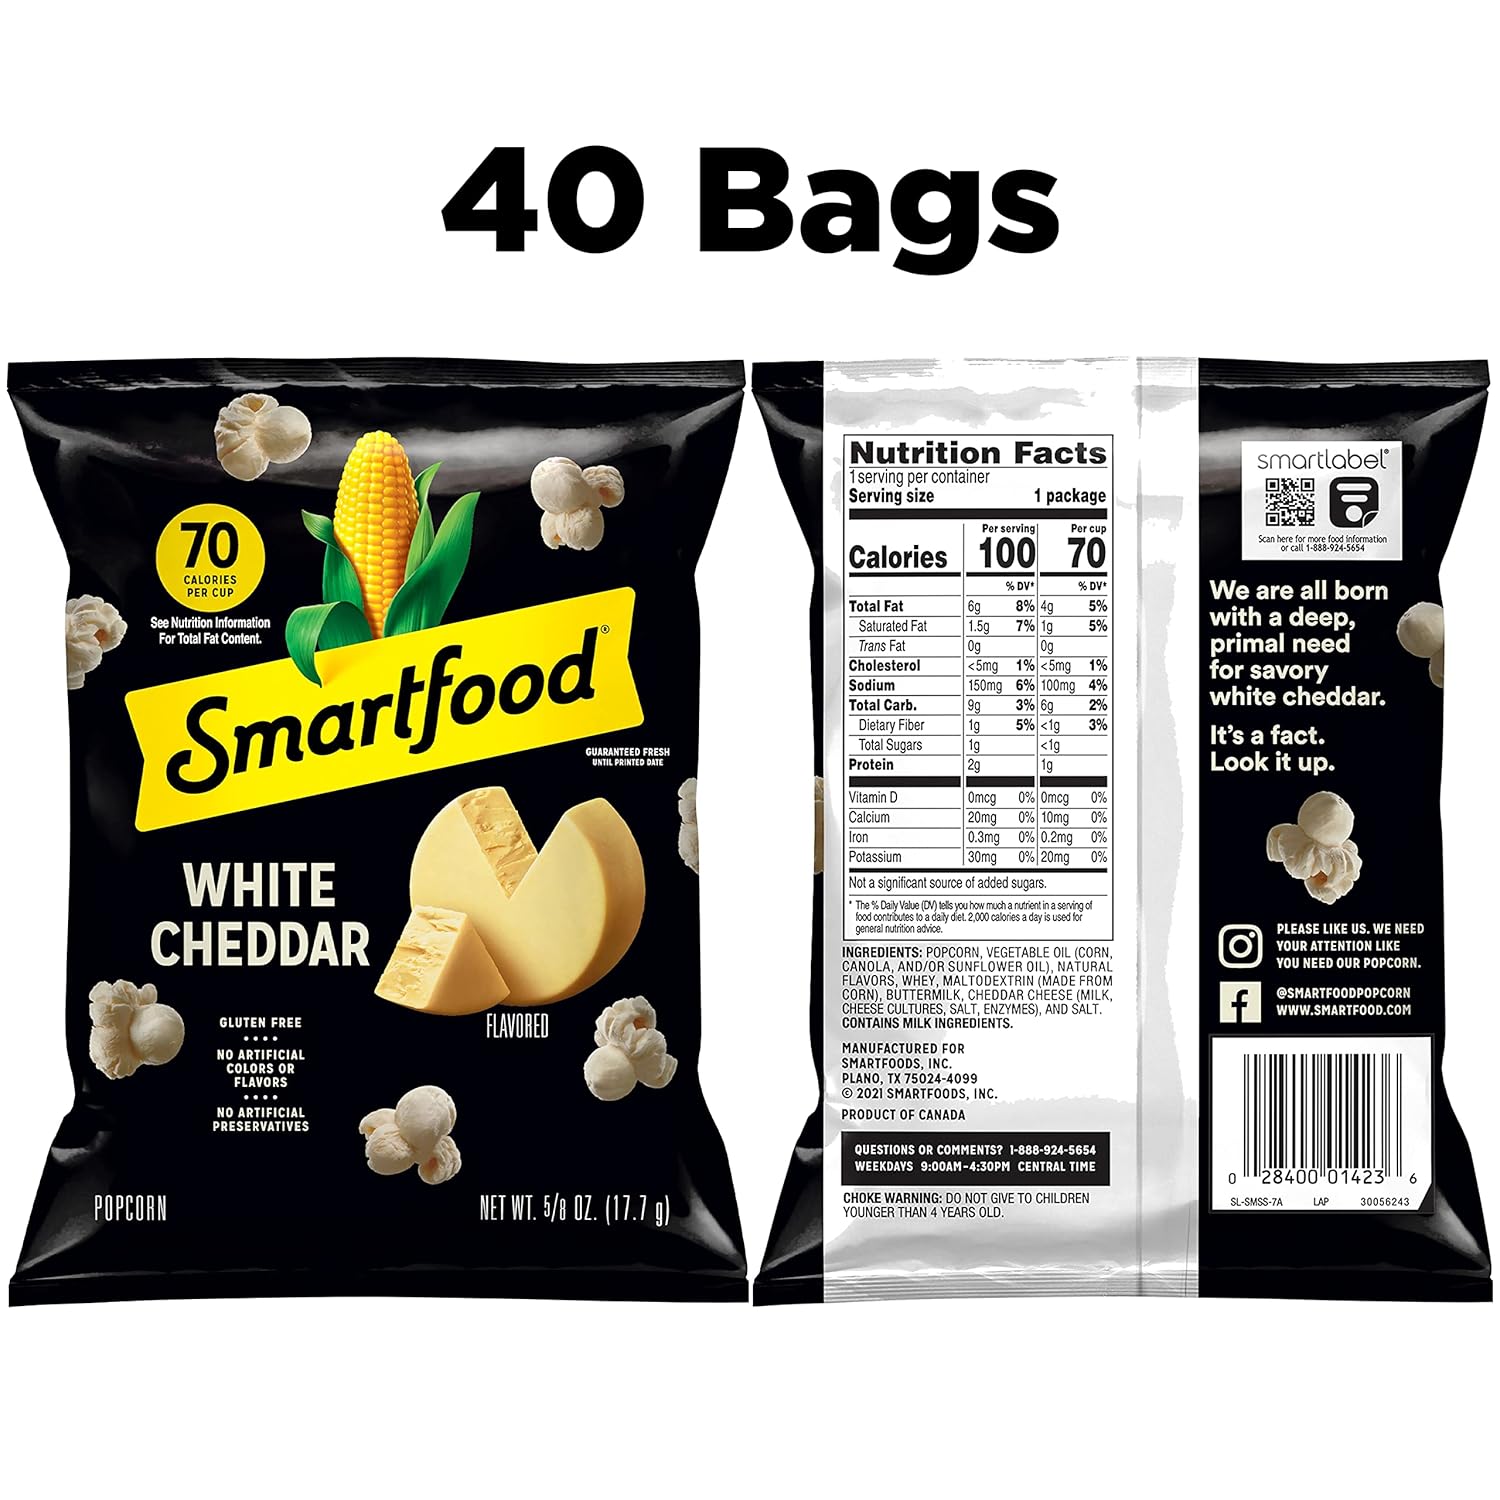 40 Bags
70
CALORIES
PER CUP
See Nutrition Information
For Total Fat Content.
Smartfood®
GUARANTEED FRESH
UNTIL PRINTED DATE
WHITE
CHEDDAR
FLAVORED
GLUTEN FREE
••••
NO ARTIFICIAL
COLORS OR
FLAVORS
••••
NO ARTIFICIAL
PRESERVATIVES
POPCORN
NET WT. 5/8 OZ. (17.7 g)
Nutrition Facts
1 serving per container
Serving size 1 package
Per serving Per cup
Calories 100 70
% DV* % DV*
Total Fat 6g 8% 4g 5%
Saturated Fat 1.5g 7% 1g 5%
Trans Fat 0g 0g
Cholesterol <5mg 1% <5mg 1%
Sodium 150mg 6% 100mg 4%
Total Carb. 9g 3% 6g 2%
Dietary Fiber 1g 5% <1g 3%
Total Sugars 1g <1g
Protein 2g 1g
Vitamin D 0mcg 0% 0mcg 0%
Calcium 20mg 0% 10mg 0%
Iron 0.3mg 0% 0.2mg 0%
Potassium 30mg 0% 20mg 0%
Not a significant source of added sugars.
* The % Daily Value (DV) tells you how much a nutrient in a serving of
food contributes to a daily diet. 2,000 calories a day is used for
general nutrition advice.
INGREDIENTS: POPCORN, VEGETABLE OIL (CORN,
CANOLA, AND/OR SUNFLOWER OIL), NATURAL
FLAVORS, WHEY, MALTODEXTRIN (MADE FROM
CORN), BUTTERMILK, CHEDDAR CHEESE (MILK,
CHEESE CULTURES, SALT, ENZYMES), AND SALT.
CONTAINS MILK INGREDIENTS.
MANUFACTURED FOR
SMARTFOODS, INC.
PLANO, TX 75024-4099
© 2021 SMARTFOODS, INC.
PRODUCT OF CANADA
QUESTIONS OR COMMENTS? 1-888-924-5654
WEEKDAYS 9:00AM-4:30PM CENTRAL TIME
CHOKE WARNING: DO NOT GIVE TO CHILDREN
YOUNGER THAN 4 YEARS OLD.
smartlabel®
Scan here for more food information
or call 1-888-924-5654
We are all born
with a deep,
primal need
for savory
white cheddar.
It's a fact.
Look it up.
PLEASE LIKE US. WE NEED
YOUR ATTENTION LIKE
YOU NEED OUR POPCORN.
@SMARTFOODPOPCORN
WWW.SMARTFOOD.COM
0 28400 01423 6
SL-SMSS-7A LAP 30056243